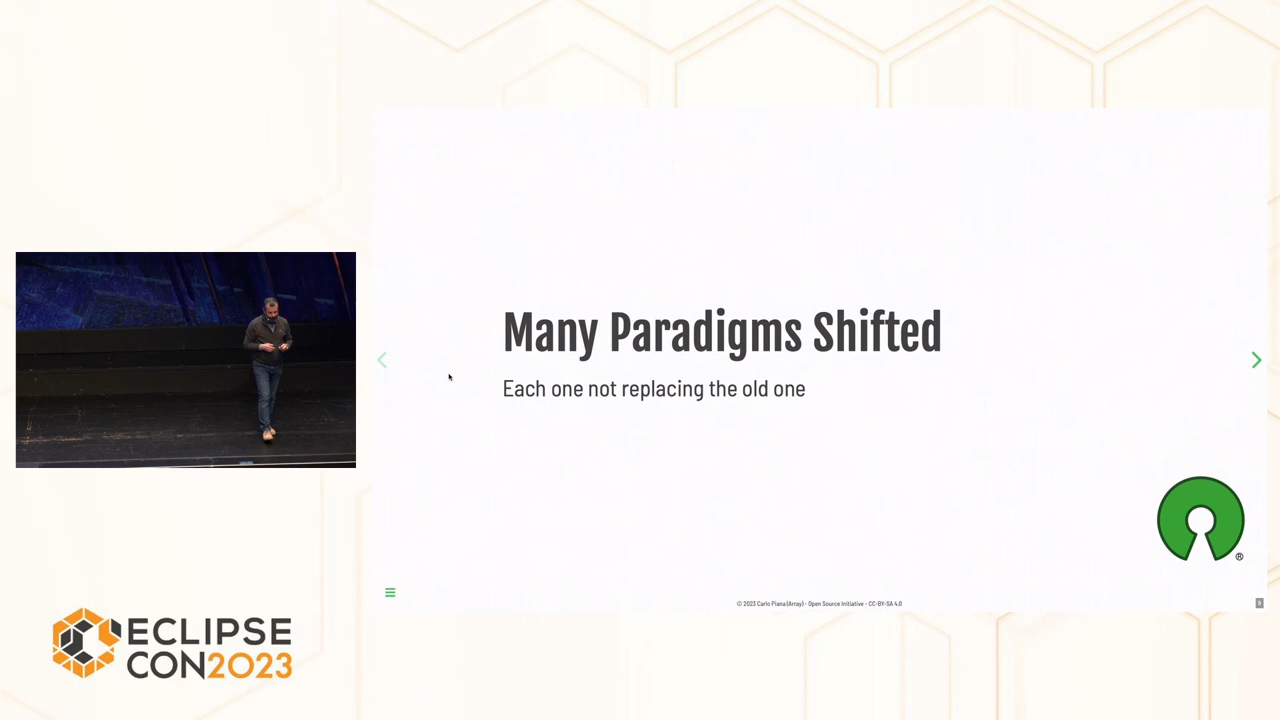 Many Paradigms Shifted
Each one not replacing the old one
®
© 2023 Carlo Piana (Array) - Open Source Initiative - CC-BY-SA 4.0
ECLIPSE
CON2023